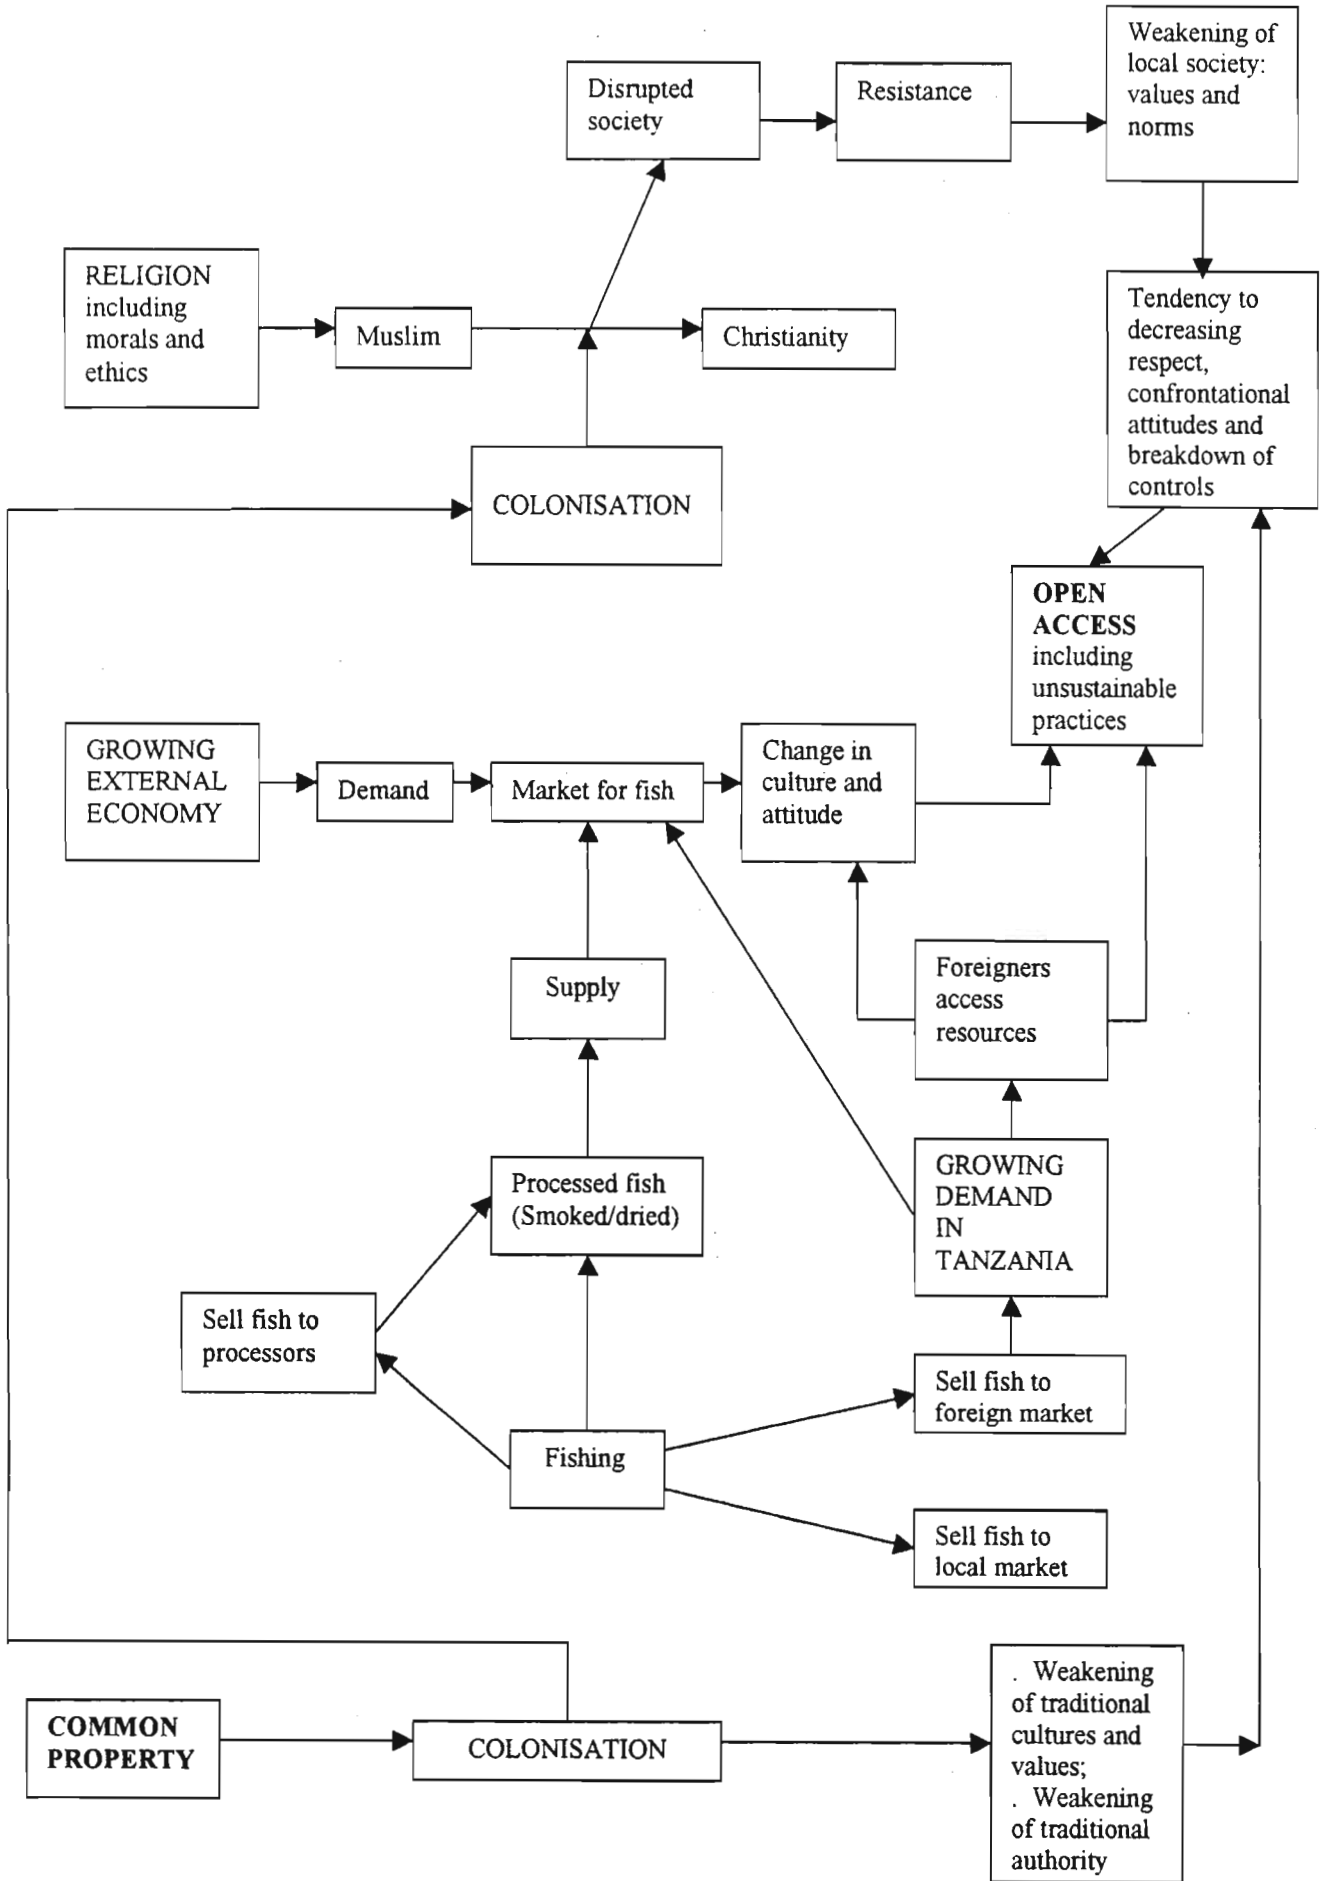 Weakening of
local society:
values and
norms
Disrupted
society
Resistance
RELIGION
including
morals and
ethics
Muslim
Christianity
Tendency to
decreasing
respect,
confrontational
attitudes and
breakdown of
controls
COLONISATION
OPEN
ACCESS
including
unsustainable
practices
GROWING
EXTERNAL
ECONOMY
Demand
Market for fish
Change in
culture and
attitude
Supply
Foreigners
access
resources
Processed fish
(Smoked/dried)
GROWING
DEMAND
IN
TANZANIA
Sell fish to
processors
Sell fish to
foreign market
Fishing
Sell fish to
local market
COMMON
PROPERTY
COLONISATION
. Weakening
of traditional
cultures and
values;
. Weakening
of traditional
authority